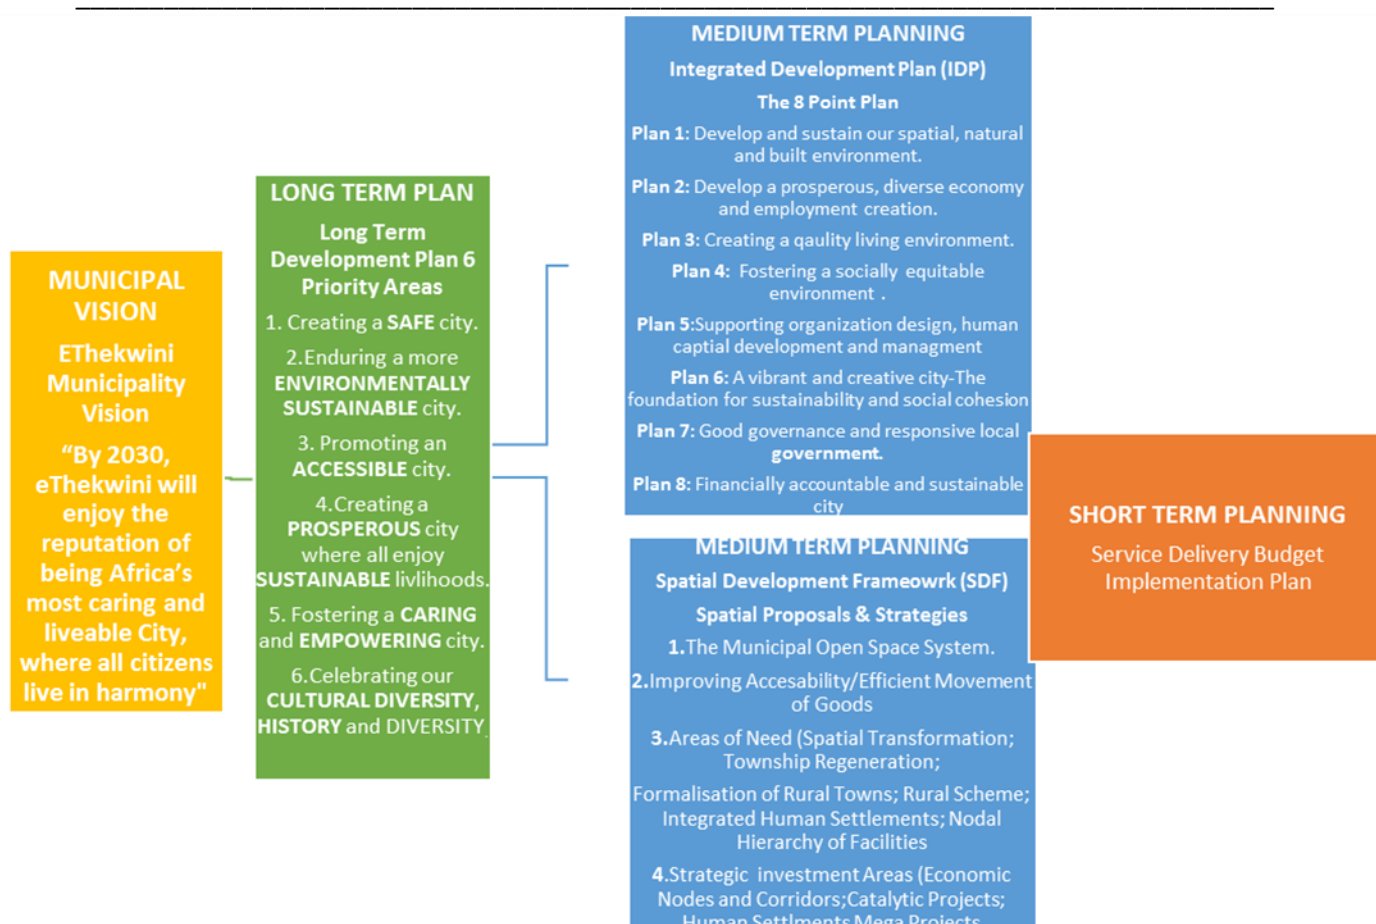 MUNICIPAL
VISION
EThekwini
Municipality
Vision
“By 2030,
eThekwini will
enjoy the
reputation of
being Africa’s
most caring and
liveable City,
where all citizens
live in harmony"
LONG TERM PLAN
Long Term
Development Plan 6
Priority Areas
1. Creating a SAFE city.
2.Enduring a more
ENVIRONMENTALLY
SUSTAINABLE city.
3. Promoting an
ACCESSIBLE city.
4.Creating a
PROSPEROUS city
where all enjoy
SUSTAINABLE livlihoods.
5. Fostering a CARING
and EMPOWERING city.
6.Celebrating our
CULTURAL DIVERSITY,
HISTORY and DIVERSITY
MEDIUM TERM PLANNING
Integrated Development Plan (IDP)
The 8 Point Plan
Plan 1: Develop and sustain our spatial, natural
and built environment.
Plan 2: Develop a prosperous, diverse economy
and employment creation.
Plan 3: Creating a qaulity living environment.
Plan 4: Fostering a socially equitable
environment .
Plan 5:Supporting organization design, human
captial development and managment
Plan 6: A vibrant and creative city-The
foundation for sustainability and social cohesion
Plan 7: Good governance and responsive local
government.
Plan 8: Financially accountable and sustainable
city
MEDIUM TERM PLANNING
Spatial Development Frameowrk (SDF)
Spatial Proposals & Strategies
1.The Municipal Open Space System.
2.Improving Accesability/Efficient Movement
of Goods
3.Areas of Need (Spatial Transformation;
Township Regeneration;
Formalisation of Rural Towns; Rural Scheme;
Integrated Human Settlements; Nodal
Hierarchy of Facilities
4.Strategic investment Areas (Economic
Nodes and Corridors;Catalytic Projects;
Human Settlments Mega Projects
SHORT TERM PLANNING
Service Delivery Budget
Implementation Plan